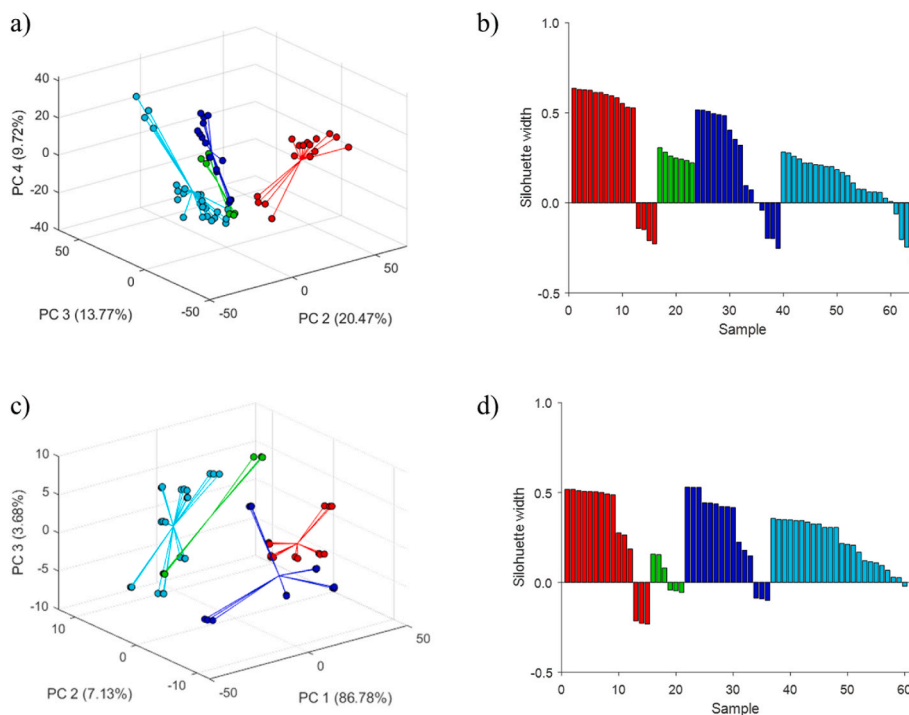 a)
40
20
0
-20
-40
PC 4 (9.72%)
50
0
-50
PC 3 (13.77%)
-50
0
50
PC 2 (20.47%)
b)
1.0
0.5
0.0
-0.5
Silohuette width
0 10 20 30 40 50 60
Sample
c)
10
5
0
-5
-10
PC 3 (3.68%)
10
0
-10
PC 2 (7.13%)
-50
0
50
PC 1 (86.78%)
d)
1.0
0.5
0.0
-0.5
Silohuette width
0 10 20 30 40 50 60
Sample